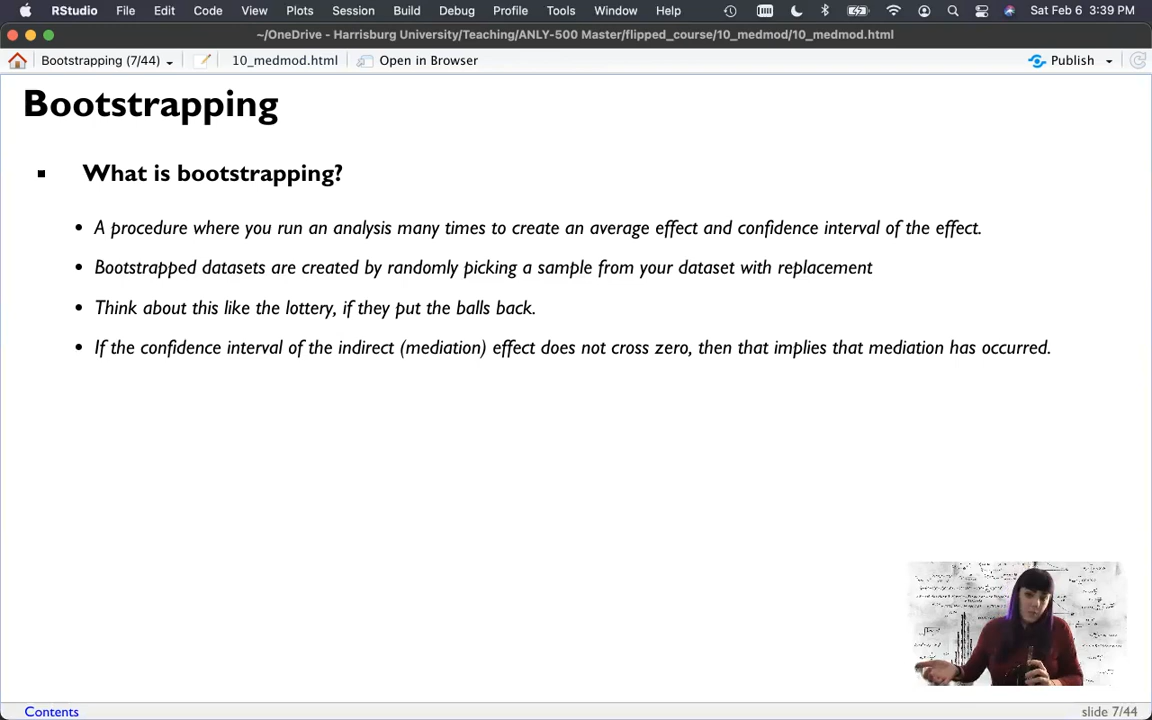 RStudio File Edit Code View Plots Session Build Debug Profile Tools Window Help Sat Feb 6 3:39 PM
~/OneDrive - Harrisburg University/Teaching/ANLY-500 Master/flipped_course/10_medmod/10_medmod.html
Bootstrapping (7/44) 10_medmod.html Open in Browser Publish
Bootstrapping
▪ What is bootstrapping?
• A procedure where you run an analysis many times to create an average effect and confidence interval of the effect.
• Bootstrapped datasets are created by randomly picking a sample from your dataset with replacement
• Think about this like the lottery, if they put the balls back.
• If the confidence interval of the indirect (mediation) effect does not cross zero, then that implies that mediation has occurred.
Contents slide 7/44